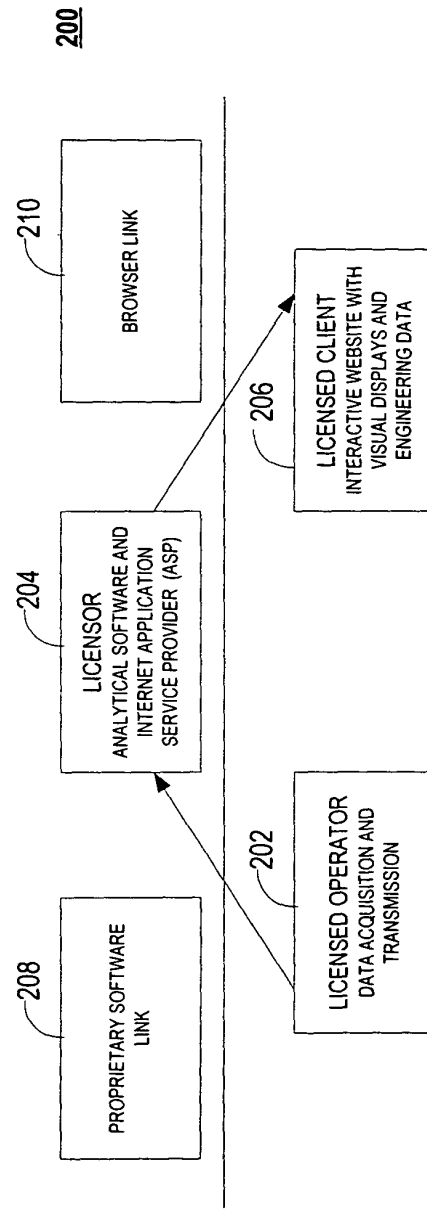 200
208
PROPRIETARY SOFTWARE
LINK
204
LICENSOR
ANALYTICAL SOFTWARE AND
INTERNET APPLICATION
SERVICE PROVIDER (ASP)
210
BROWSER LINK
202
LICENSED OPERATOR
DATA ACQUISITION AND
TRANSMISSION
206
LICENSED CLIENT
INTERACTIVE WEBSITE WITH
VISUAL DISPLAYS AND
ENGINEERING DATA